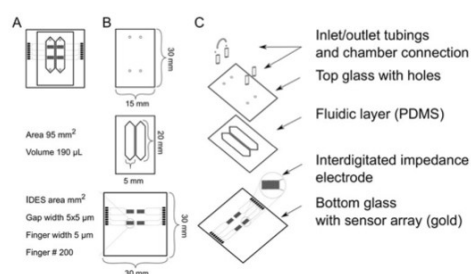 A
B
C
30 mm
15 mm
Area 95 mm2
Volume 190 µL
20 mm
5 mm
IDES area mm2
Gap width 5x5 µm
Finger width 5 µm
Finger # 200
30 mm
30 mm
Inlet/outlet tubings
and chamber connection
Top glass with holes
Fluidic layer (PDMS)
Interdigitated impedance
electrode
Bottom glass
with sensor array (gold)